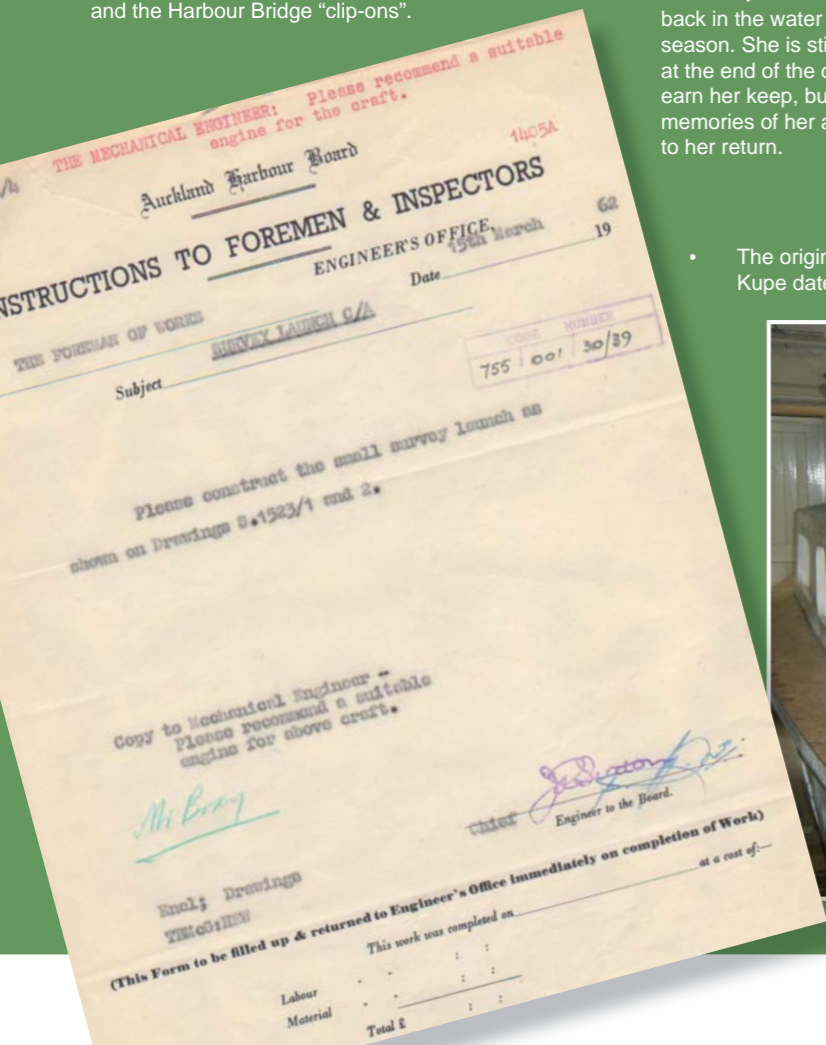 and the Harbour Bridge “clip-ons”.
back in the water
season. She is sti
at the end of the
earn her keep, bu
memories of her a
to her return.
• The origin
Kupe date
THE MECHANICAL ENGINEER: Please recommend a suitable
engine for the craft.
1405A
Auckland Harbour Board
NSTRUCTIONS TO FOREMEN & INSPECTORS
ENGINEER'S OFFICE,
Date 15th March 1962
THE FOREMAN OF WORKS
Subject SURVEY LAUNCH C/A
CODE NUMBER
755 001 30/39
Please construct the small survey launch as
shown on Drawings S.1523/1 and 2.
Copy to Mechanical Engineer -
Please recommend a suitable
engine for above craft.
Mr Bray
Chief Engineer to the Board.
Encl; Drawings
(This Form to be filled up & returned to Engineer's Office immediately on completion of Work)
This work was completed on at a cost of:—
Labour - - : :
Material - - : :
Total £ : :